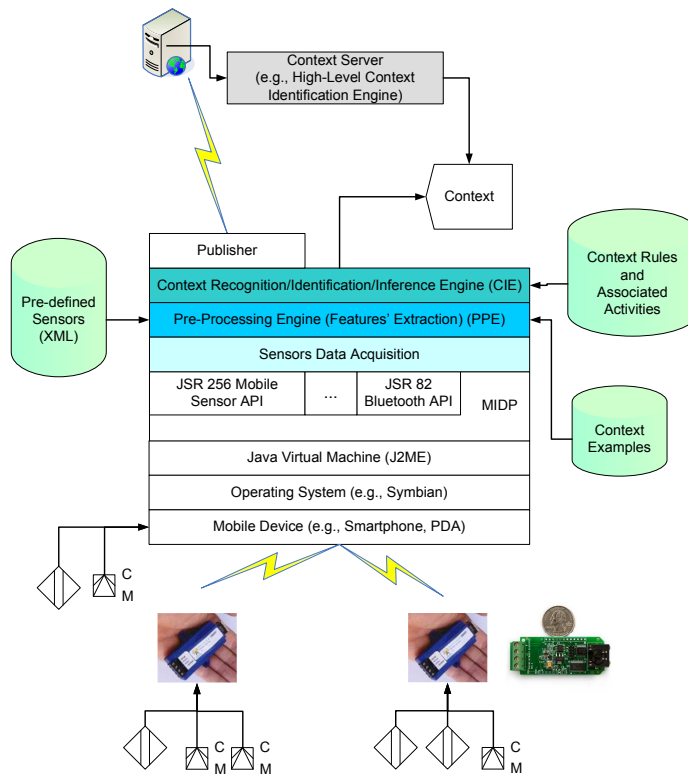 Context Server
(e.g., High-Level Context
Identification Engine)
Context
Publisher
Context Recognition/Identification/Inference Engine (CIE)
Context Rules
and
Associated
Activities
Pre-defined
Sensors
(XML)
Pre-Processing Engine (Features' Extraction) (PPE)
Sensors Data Acquisition
JSR 256 Mobile
Sensor API
...
JSR 82
Bluetooth API
MIDP
Context
Examples
Java Virtual Machine (J2ME)
Operating System (e.g., Symbian)
Mobile Device (e.g., Smartphone, PDA)
C
M
C
M
C
M
C
M